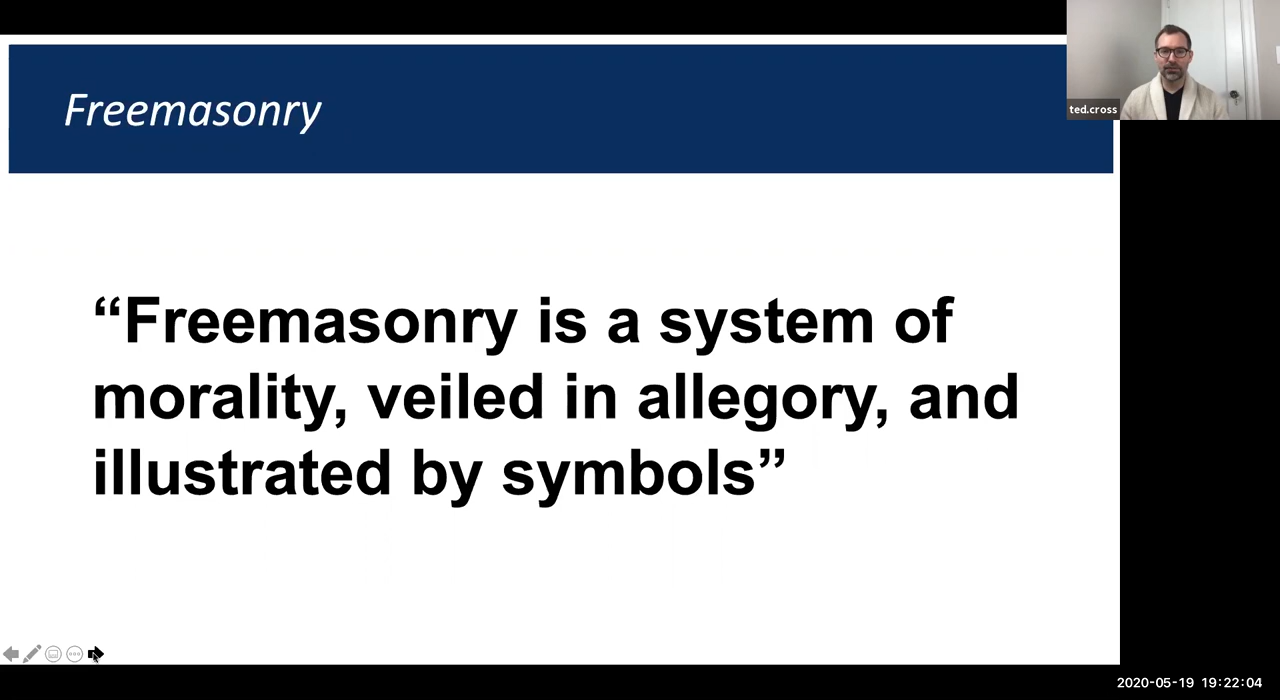 Freemasonry
ted.cross
“Freemasonry is a system of
morality, veiled in allegory, and
illustrated by symbols”
2020-05-19 19:22:04